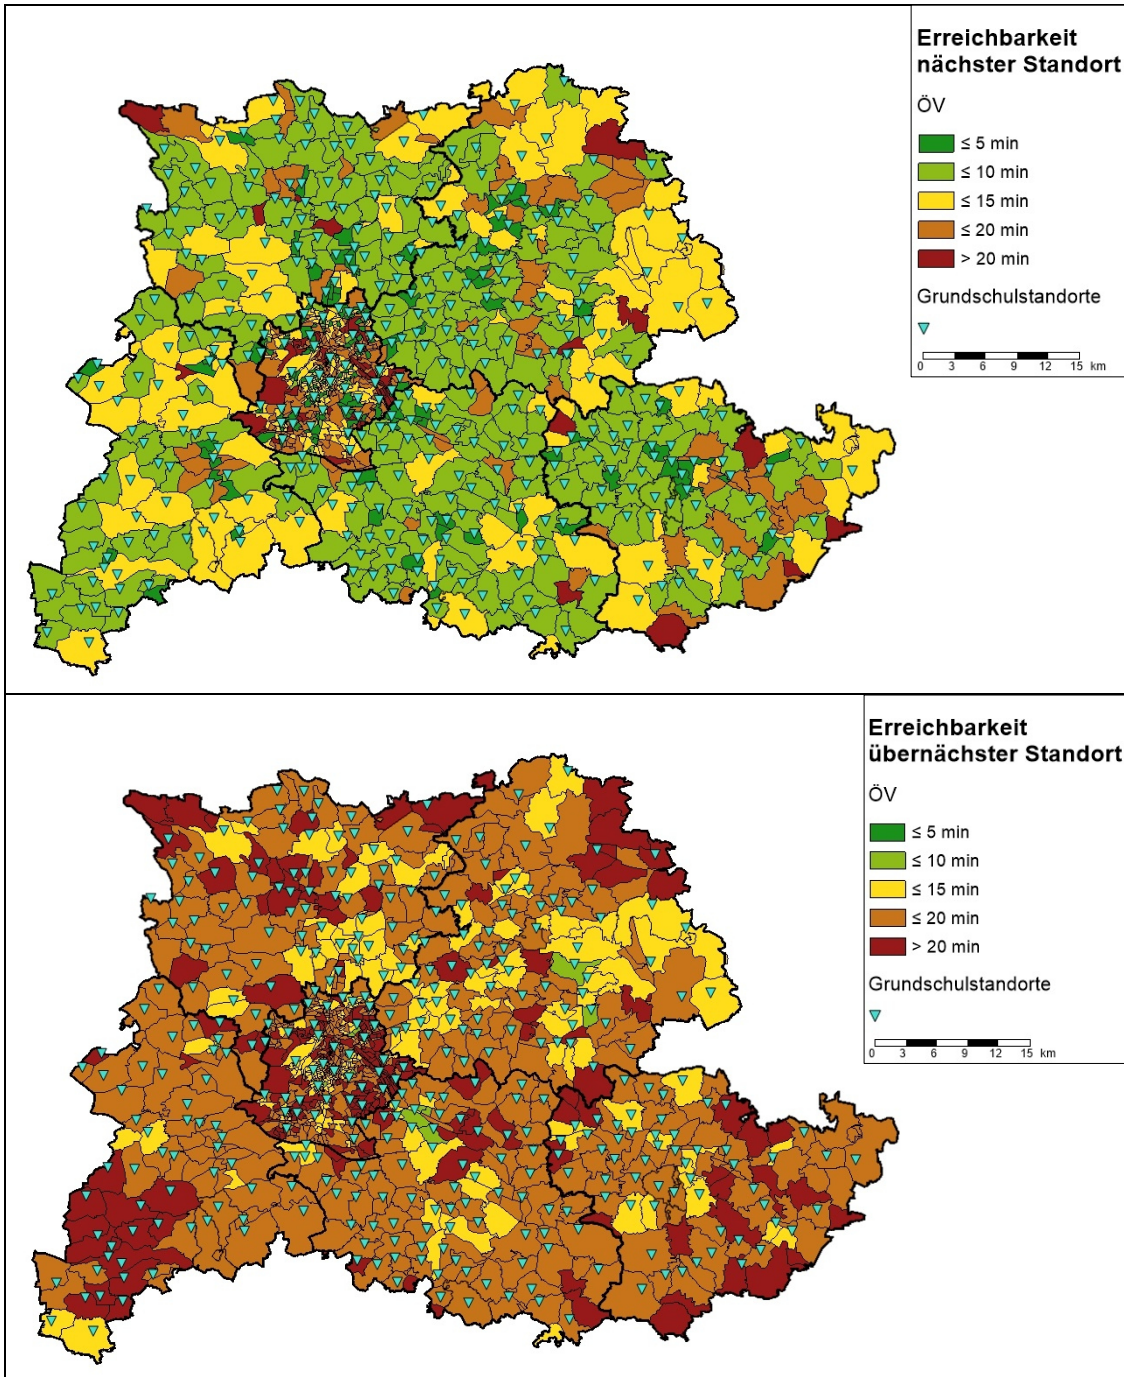 Erreichbarkeit
nächster Standort
ÖV
≤ 5 min
≤ 10 min
≤ 15 min
≤ 20 min
> 20 min
Grundschulstandorte
0 3 6 9 12 15 km
Erreichbarkeit
übernächster Standort
ÖV
≤ 5 min
≤ 10 min
≤ 15 min
≤ 20 min
> 20 min
Grundschulstandorte
0 3 6 9 12 15 km